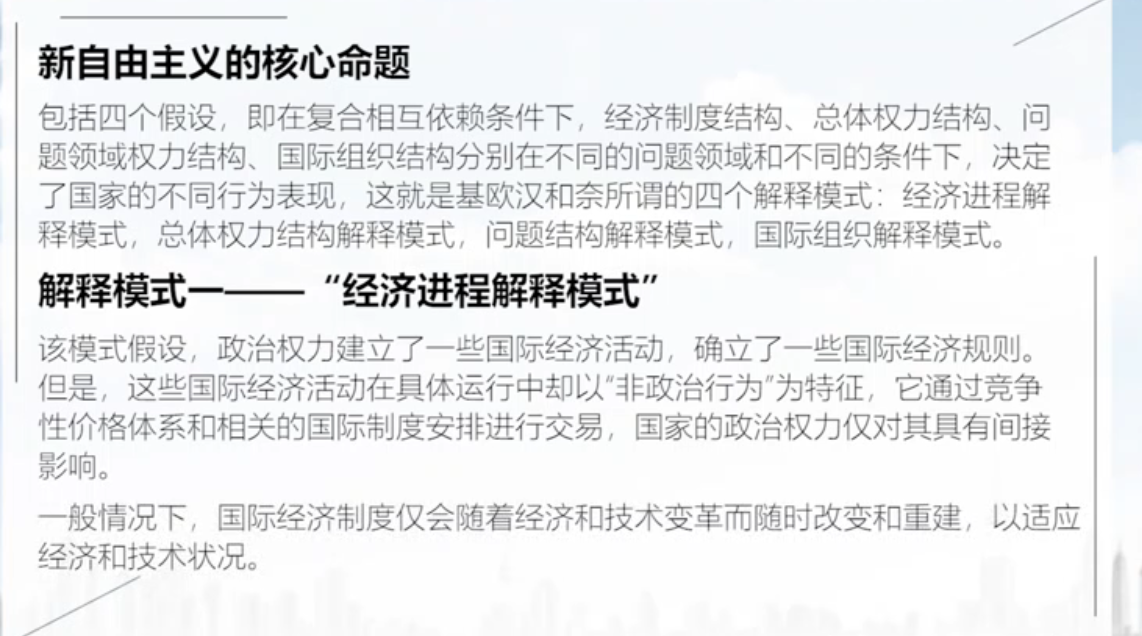 新自由主义的核心命题
包括四个假设，即在复合相互依赖条件下，经济制度结构、总体权力结构、问
题领域权力结构、国际组织结构分别在不同的问题领域和不同的条件下，决定
了国家的不同行为表现，这就是基欧汉和奈所谓的四个解释模式：经济进程解
释模式，总体权力结构解释模式，问题结构解释模式，国际组织解释模式。
解释模式一——“经济进程解释模式”
该模式假设，政治权力建立了一些国际经济活动，确立了一些国际经济规则。
但是，这些国际经济活动在具体运行中却以“非政治行为”为特征，它通过竞争
性价格体系和相关的国际制度安排进行交易，国家的政治权力仅对其具有间接
影响。
一般情况下，国际经济制度仅会随着经济和技术变革而随时改变和重建，以适应
经济和技术状况。